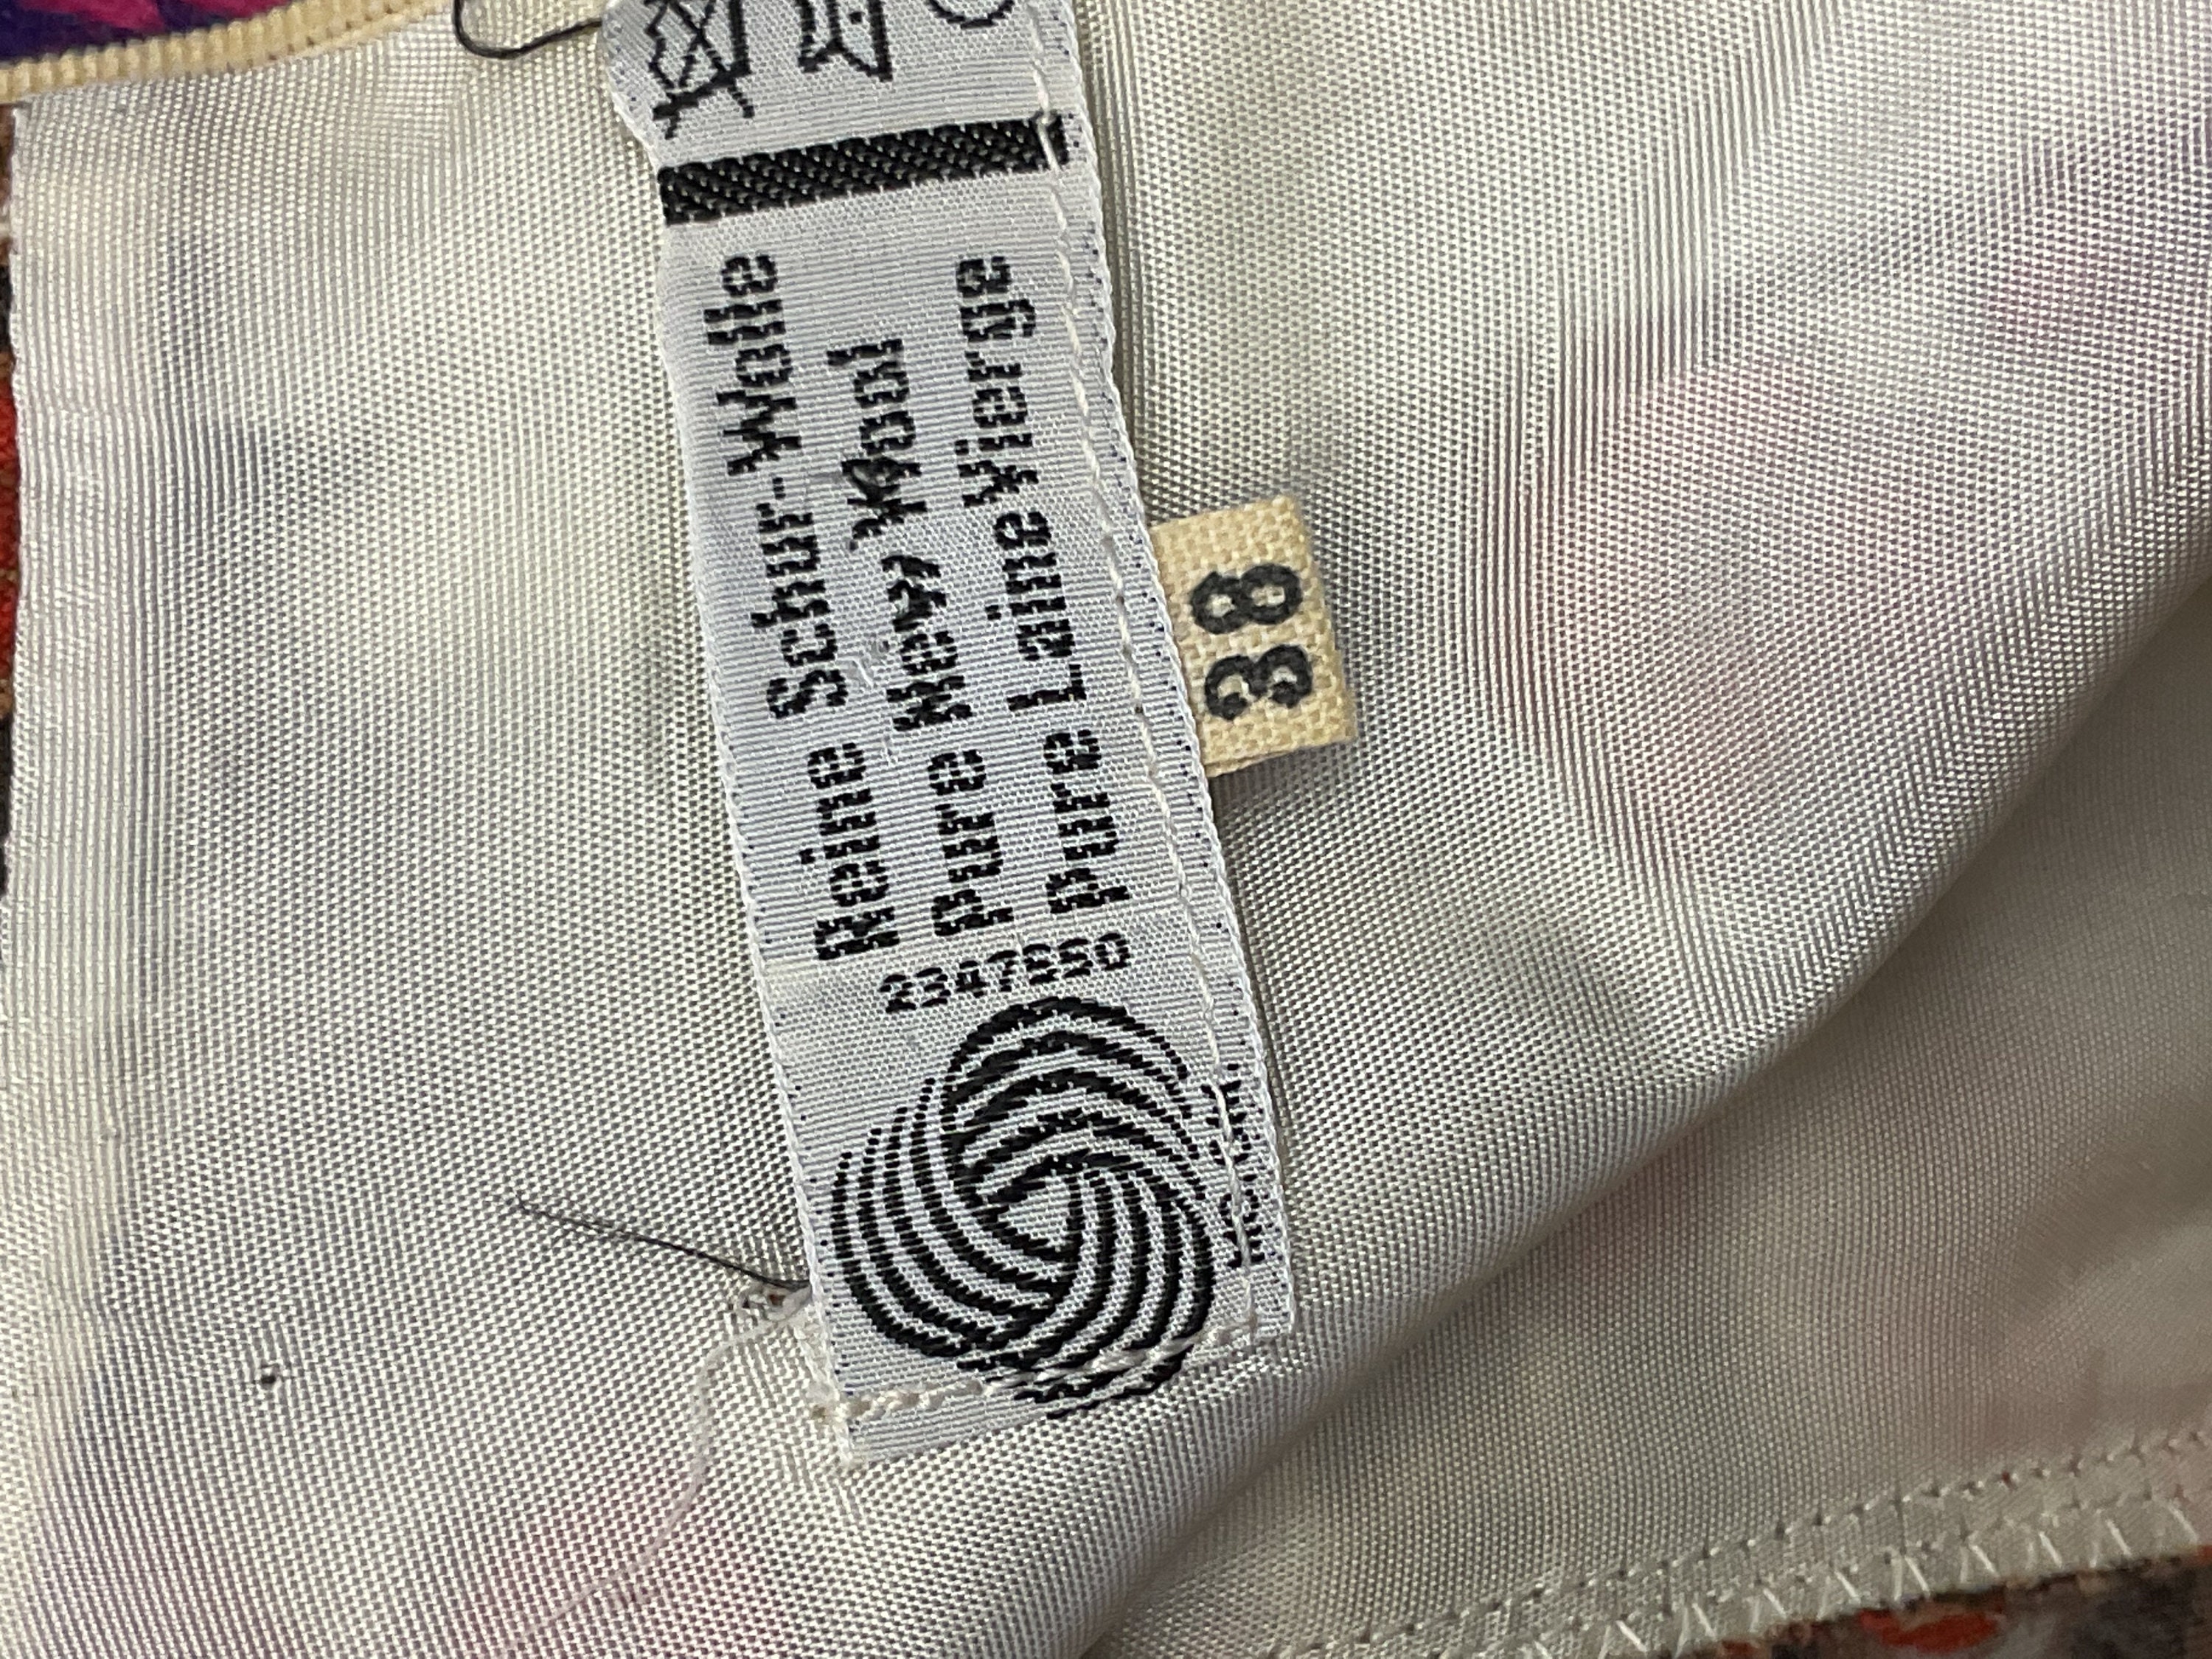 Reine Schur-Wolle
pure New Wool
pure Laine Vierge
2347550
38